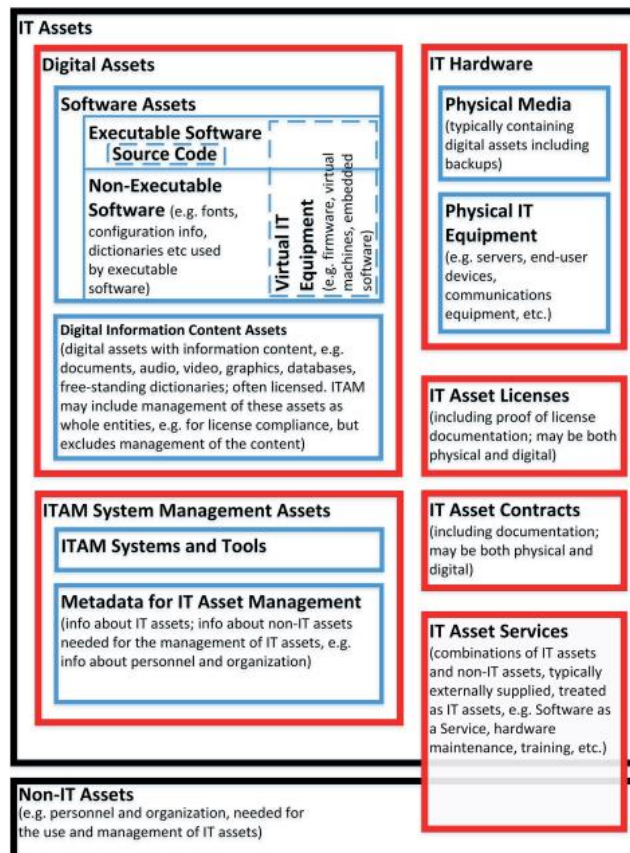 IT Assets
Digital Assets
Software Assets
Executable Software
Source Code
Non-Executable
Software (e.g. fonts,
configuration info,
dictionaries etc used
by executable
software)
Virtual IT
Equipment
(e.g. firmware, virtual
machines, embedded
software)
Digital Information Content Assets
(digital assets with information content, e.g.
documents, audio, video, graphics, databases,
free-standing dictionaries; often licensed. ITAM
may include management of these assets as
whole entities, e.g. for license compliance, but
excludes management of the content)
ITAM System Management Assets
ITAM Systems and Tools
Metadata for IT Asset Management
(info about IT assets; info about non-IT assets
needed for the management of IT assets, e.g.
info about personnel and organization)
IT Hardware
Physical Media
(typically containing
digital assets including
backups)
Physical IT
Equipment
(e.g. servers, end-user
devices,
communications
equipment, etc.)
IT Asset Licenses
(including proof of license
documentation; may be both
physical and digital)
IT Asset Contracts
(including documentation;
may be both physical and
digital)
IT Asset Services
(combinations of IT assets
and non-IT assets, typically
externally supplied, treated
as IT assets, e.g. Software as
a Service, hardware
maintenance, training, etc.)
Non-IT Assets
(e.g. personnel and organization, needed for
the use and management of IT assets)